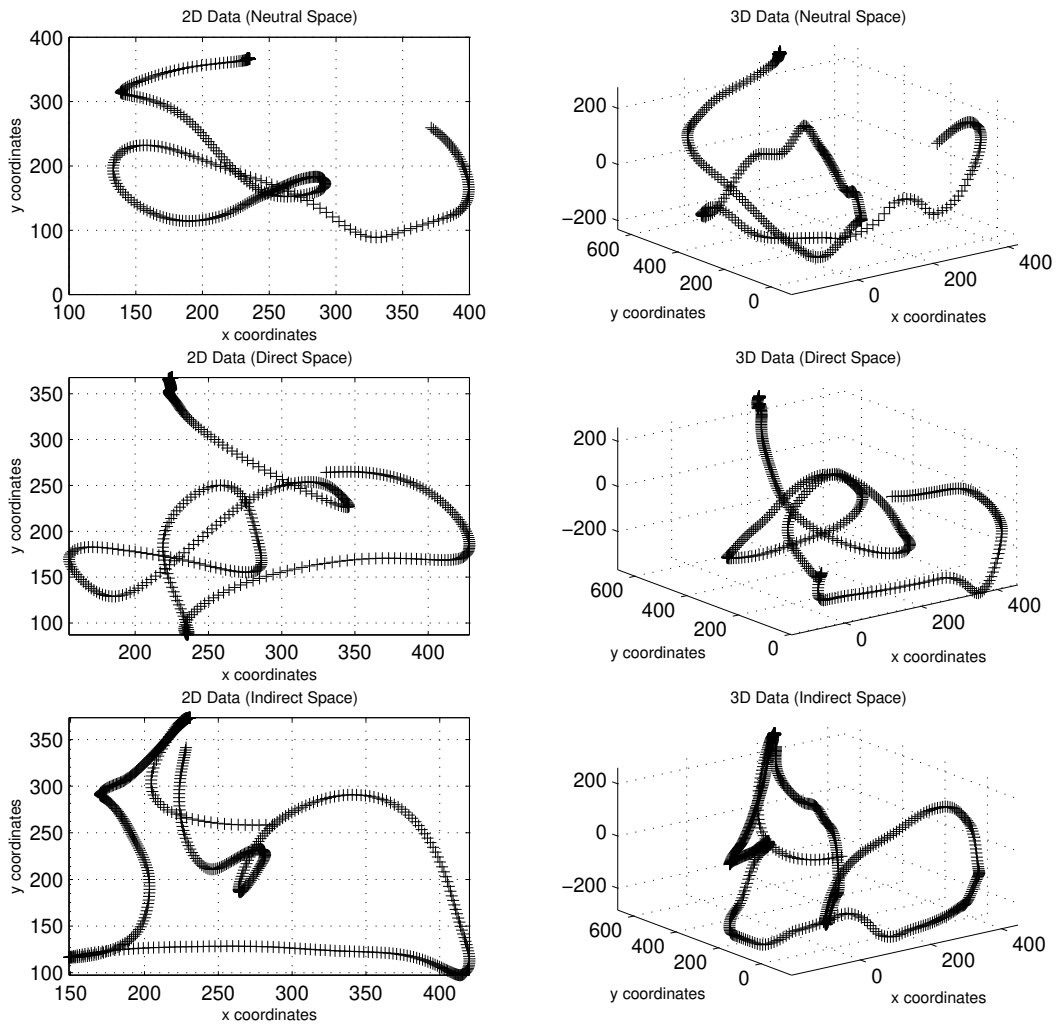 2D Data (Neutral Space)
400
300
200
100
0
y coordinates
100 150 200 250 300 350 400
x coordinates
3D Data (Neutral Space)
200
0
−200
600
400
200
0
y coordinates
0
200
400
x coordinates
2D Data (Direct Space)
350
300
250
200
150
100
y coordinates
200 250 300 350 400
x coordinates
3D Data (Direct Space)
200
0
−200
600
400
200
0
y coordinates
0
200
400
x coordinates
2D Data (Indirect Space)
350
300
250
200
150
100
y coordinates
150 200 250 300 350 400
x coordinates
3D Data (Indirect Space)
200
0
−200
600
400
200
0
y coordinates
0
200
400
x coordinates